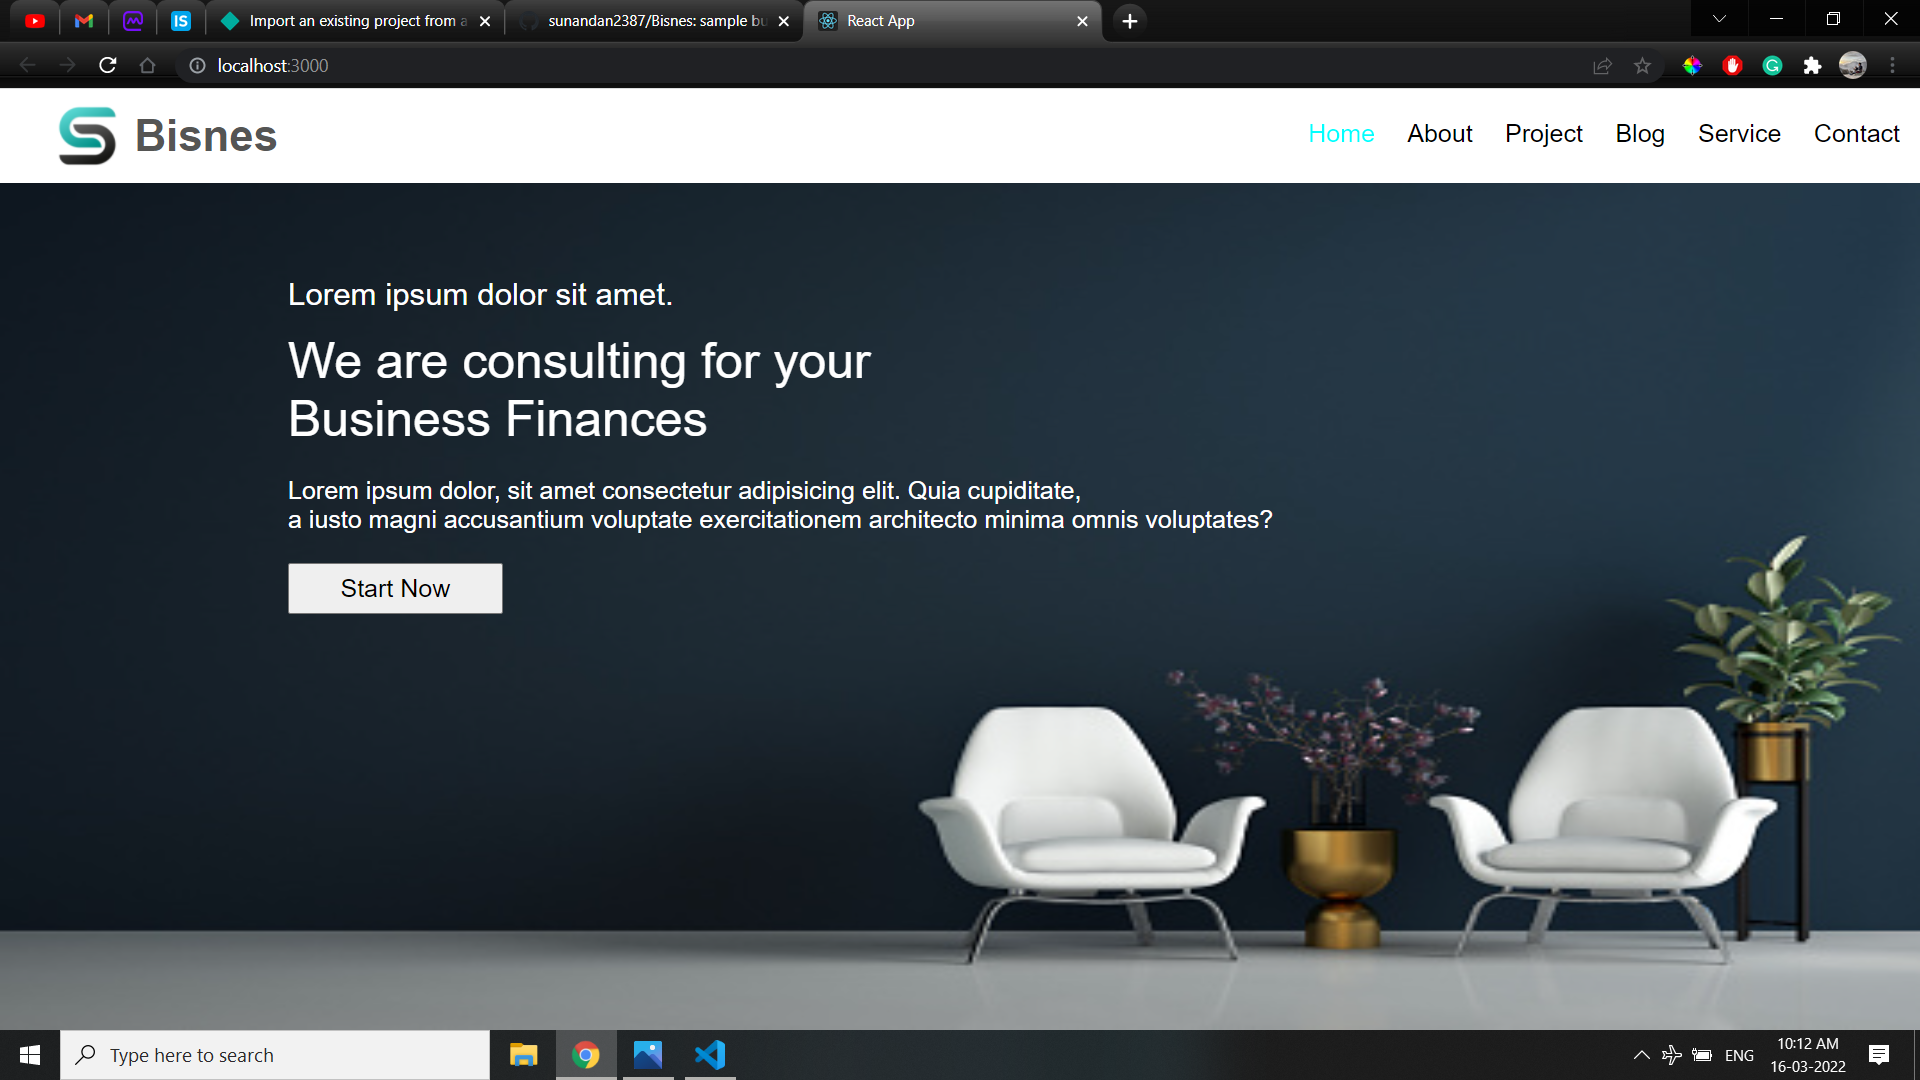 Import an existing project from a
sunandan2387/Bisnes: sample bu
React App
localhost:3000
Bisnes
Home
About
Project
Blog
Service
Contact
Lorem ipsum dolor sit amet.
We are consulting for your
Business Finances
Lorem ipsum dolor, sit amet consectetur adipisicing elit. Quia cupiditate,
a iusto magni accusantium voluptate exercitationem architecto minima omnis voluptates?
Start Now
Type here to search
ENG
10:12 AM
16-03-2022